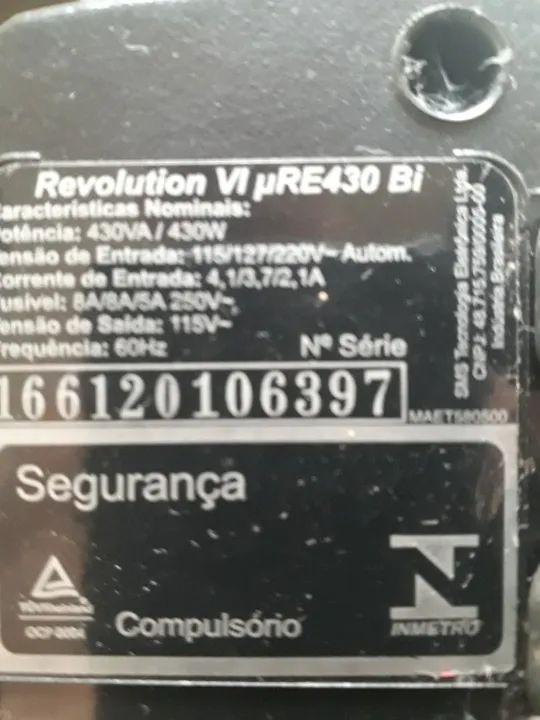 Revolution VI µRE430 Bi
Características Nominais:
Potência: 430VA / 430W
Tensão de Entrada: 115/127/220V~ Autom.
Corrente de Entrada: 4,1/3,7/2,1A
Fusível: 8A/8A/5A 250V~
Tensão de Saída: 115V~
Frequência: 60Hz
Nº Série
166120106397
MAET580500
SMS Tecnologia Eletrônica Ltda.
Indústria Brasileira
Segurança
TÜVRheinland
OCP 0004
Compulsório
INMETRO